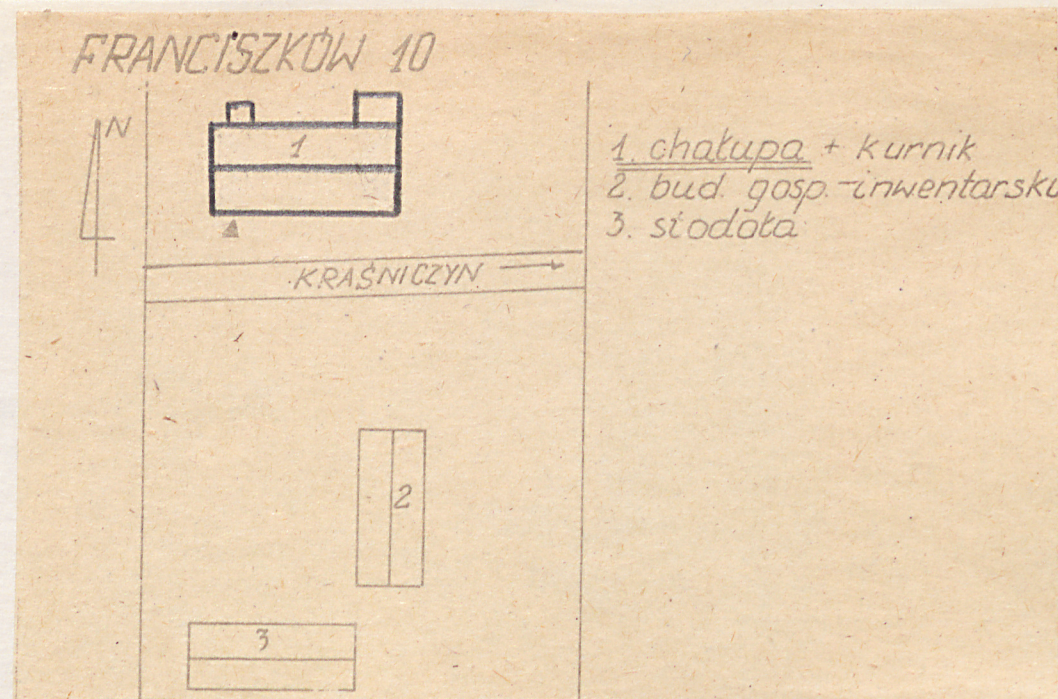 FRANCISZKÓW 10
N
1
1. chałupa + kurnik
2. bud. gosp.-inwentarsku
3. stodoła
KRAŚNICZYN
2
3